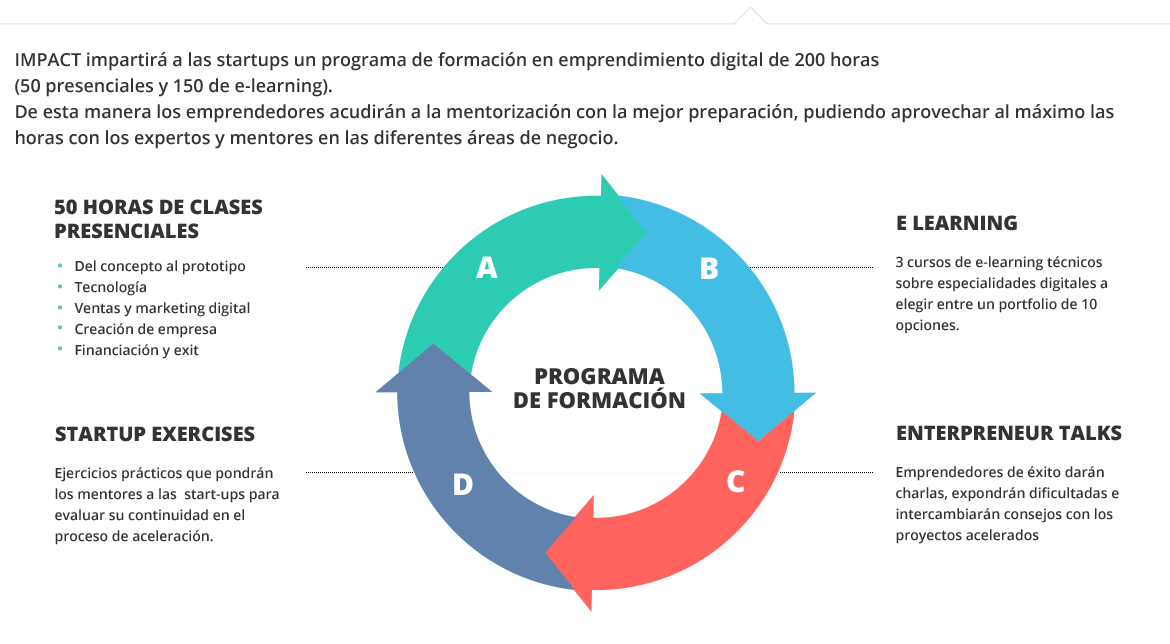 IMPACT impartirá a las startups un programa de formación en emprendimiento digital de 200 horas
(50 presenciales y 150 de e-learning).
De esta manera los emprendedores acudirán a la mentorización con la mejor preparación, pudiendo aprovechar al máximo las
horas con los expertos y mentores en las diferentes áreas de negocio.
50 HORAS DE CLASES
PRESENCIALES
• Del concepto al prototipo
• Tecnología
• Ventas y marketing digital
• Creación de empresa
• Financiación y exit
A
B
E LEARNING
3 cursos de e-learning técnicos
sobre especialidades digitales a
elegir entre un portfolio de 10
opciones.
PROGRAMA
DE FORMACIÓN
STARTUP EXERCISES
Ejercicios prácticos que pondrán
los mentores a las start-ups para
evaluar su continuidad en el
proceso de aceleración.
D
C
ENTERPRENEUR TALKS
Emprendedores de éxito darán
charlas, expondrán dificultadas e
intercambiarán consejos con los
proyectos acelerados